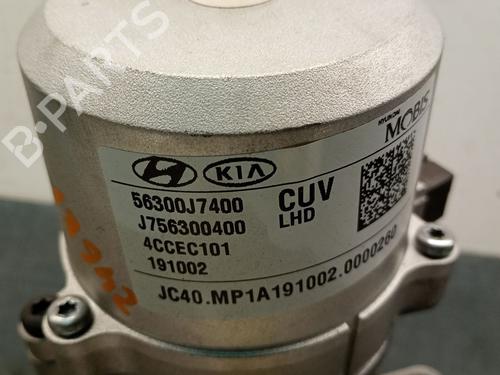 B-PARTS
HYUNDAI
MOBIS
KIA
56300J7400
CUV
J756300400
LHD
4CCEC101
191002
JC40.MP1A191002.0000260